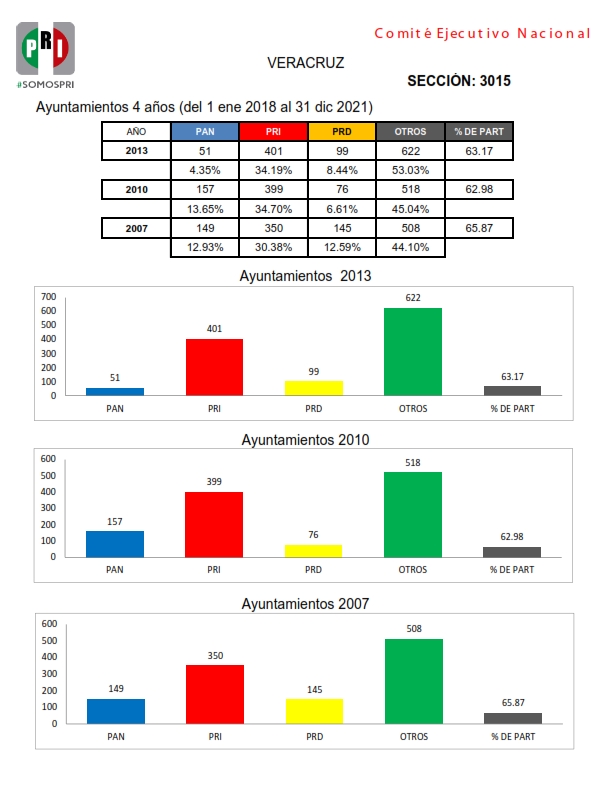 Comité Ejecutivo Nacional
PRI
#SOMOSPRI
VERACRUZ
SECCIÓN: 3015
Ayuntamientos 4 años (del 1 ene 2018 al 31 dic 2021)
AÑO PAN PRI PRD OTROS % DE PART
2013 51 401 99 622 63.17
4.35% 34.19% 8.44% 53.03%
2010 157 399 76 518 62.98
13.65% 34.70% 6.61% 45.04%
2007 149 350 145 508 65.87
12.93% 30.38% 12.59% 44.10%
Ayuntamientos 2013
700
600
500
400
300
200
100
0
51 401 99 622 63.17
PAN PRI PRD OTROS % DE PART
Ayuntamientos 2010
600
500
400
300
200
100
0
157 399 76 518 62.98
PAN PRI PRD OTROS % DE PART
Ayuntamientos 2007
600
500
400
300
200
100
0
149 350 145 508 65.87
PAN PRI PRD OTROS % DE PART